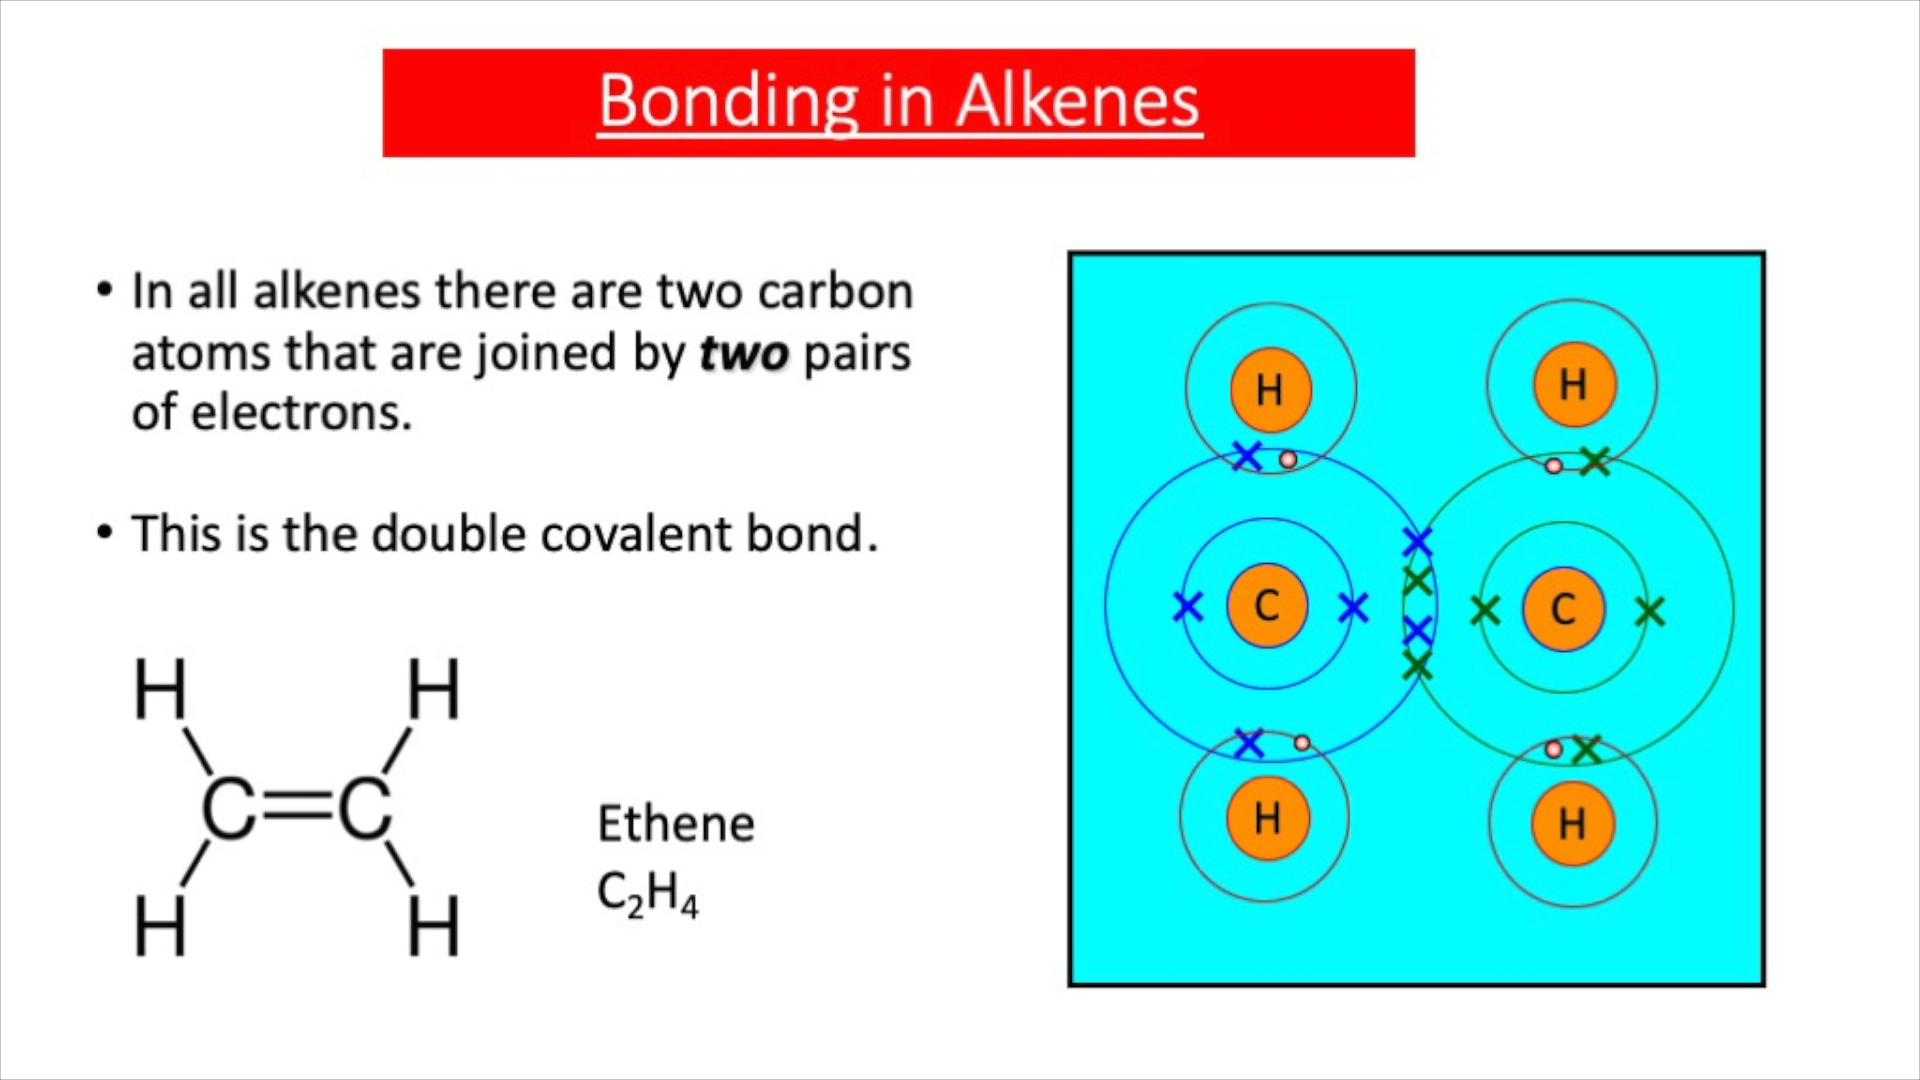 Bonding in Alkenes
• In all alkenes there are two carbon
atoms that are joined by two pairs
of electrons.
• This is the double covalent bond.
H H
C=C
H H
Ethene
C₂H₄
H H
C C
H H